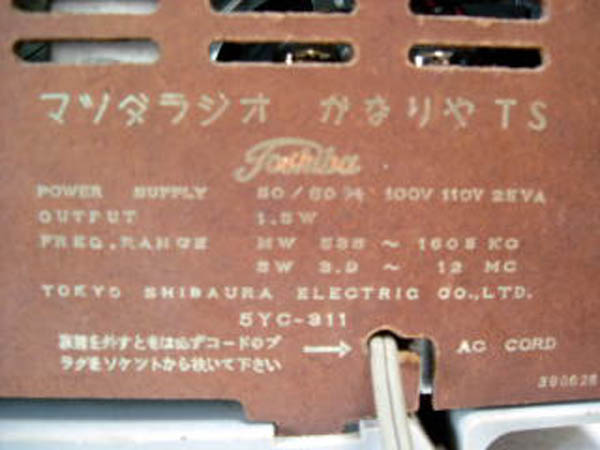 マツダラジオ かなりや TS
Toshiba
POWER SUPPLY 50/60 ㎐ 100V 110V 25VA
OUTPUT 1.5W
FREQ.RANGE MW 535 ~ 1605 KC
SW 3.9 ~ 12 MC
TOKYO SHIBAURA ELECTRIC CO.,LTD.
5YC-311
裏蓋を外すときは必ずコードのプ
ラグをソケットから抜いて下さい
AC CORD
390628